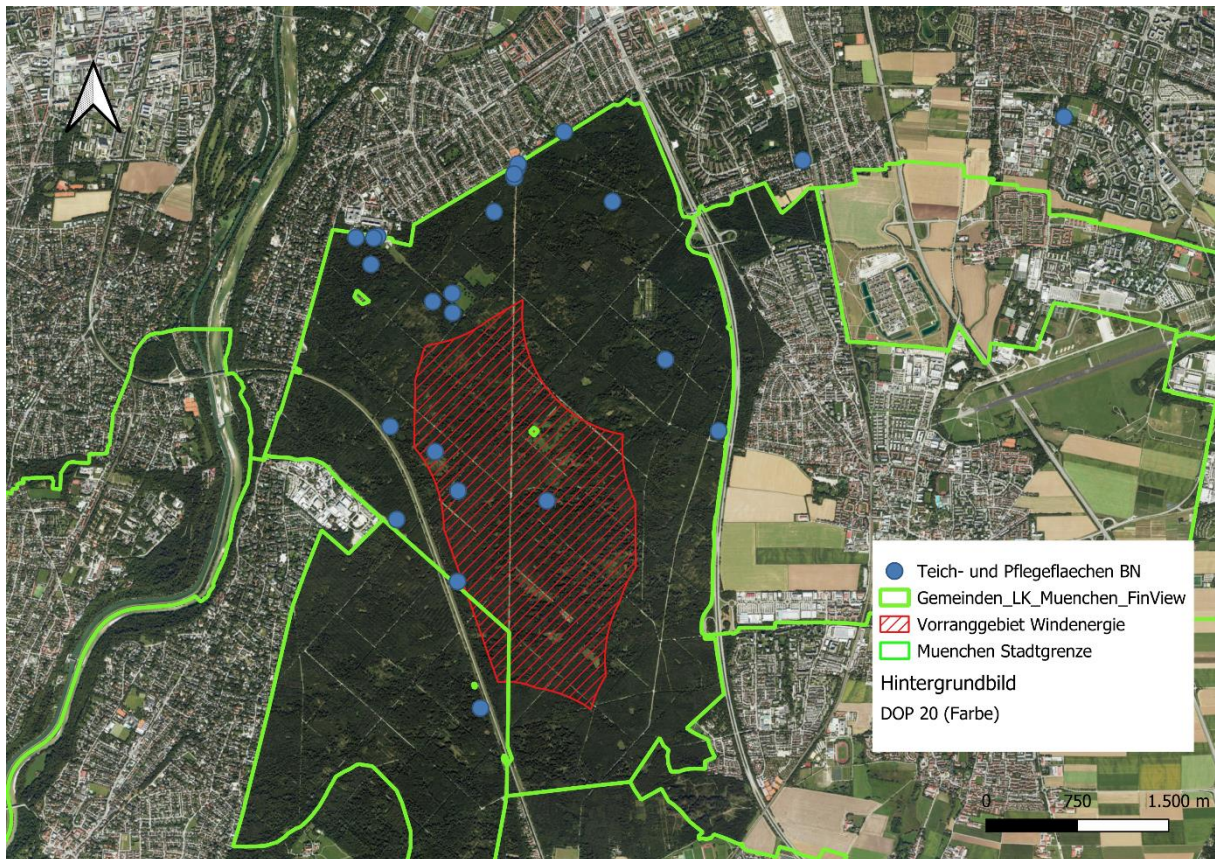 Teich- und Pflegeflaechen BN
Gemeinden_LK_Muenchen_FinView
Vorranggebiet Windenergie
Muenchen Stadtgrenze
Hintergrundbild
DOP 20 (Farbe)
0 750 1.500 m